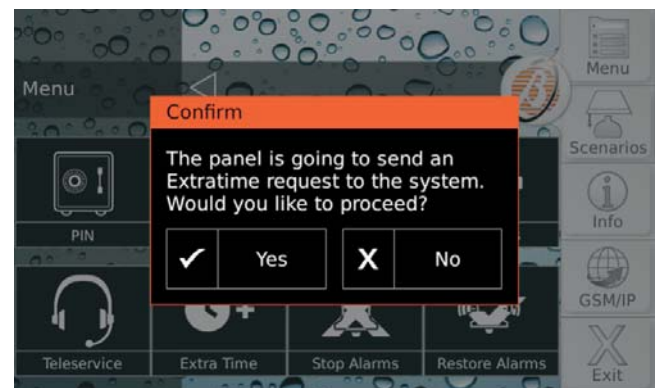 Menu
Menu
Confirm
The panel is going to send an
Extratime request to the system.
Would you like to proceed?
Scenarios
Info
PIN
Yes
No
GSM/IP
Teleservice
Extra Time
Stop Alarms
Restore Alarms
Exit